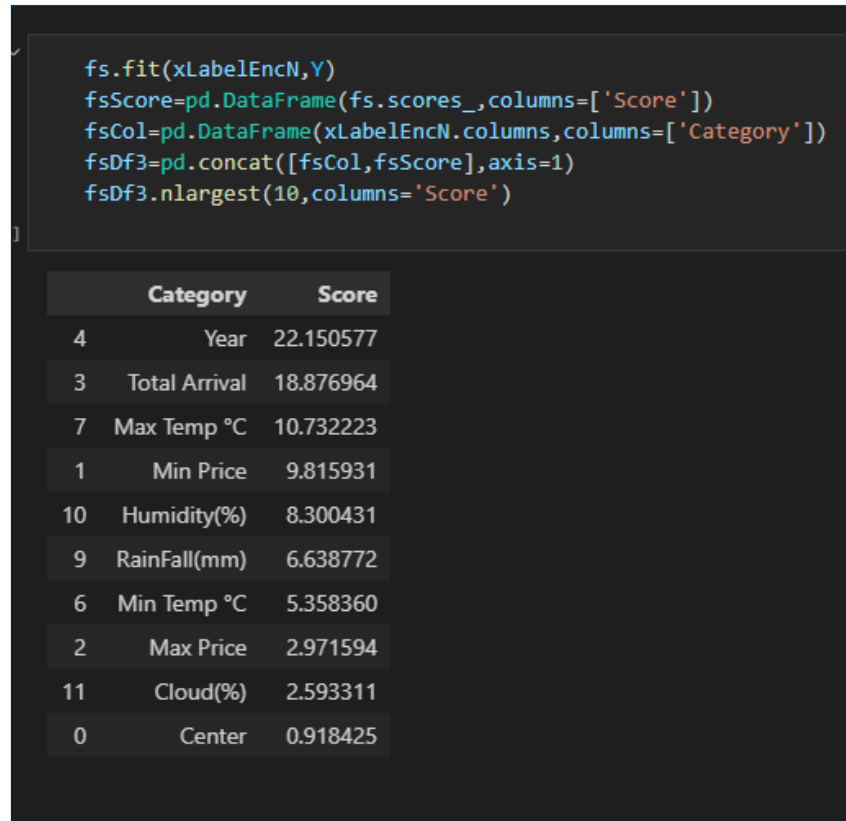 fs.fit(xLabelEncN,Y)
fsScore=pd.DataFrame(fs.scores_,columns=['Score'])
fsCol=pd.DataFrame(xLabelEncN.columns,columns=['Category'])
fsDf3=pd.concat([fsCol,fsScore],axis=1)
fsDf3.nlargest(10,columns='Score')
]
Category Score
4 Year 22.150577
3 Total Arrival 18.876964
7 Max Temp °C 10.732223
1 Min Price 9.815931
10 Humidity(%) 8.300431
9 RainFall(mm) 6.638772
6 Min Temp °C 5.358360
2 Max Price 2.971594
11 Cloud(%) 2.593311
0 Center 0.918425